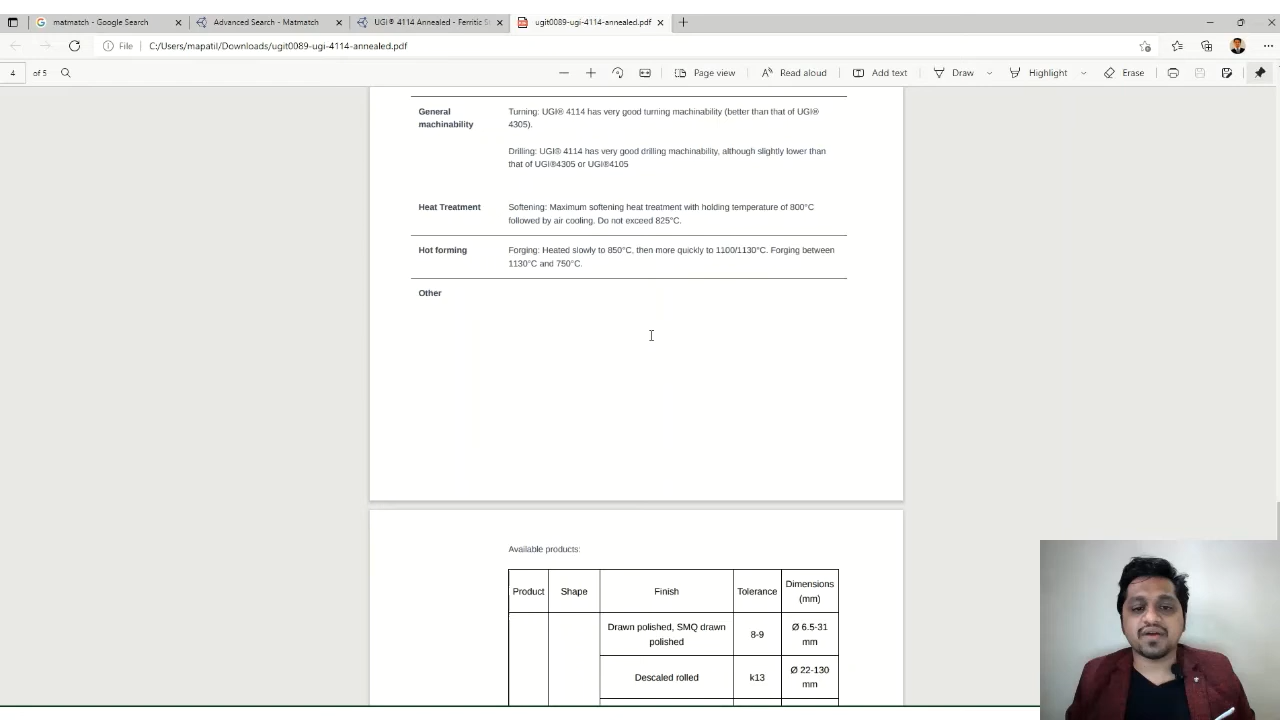 matmatch - Google Search
Advanced Search - Matmatch
UGI® 4114 Annealed - Ferritic S
ugit0089-ugi-4114-annealed.pdf
File
C:/Users/mapatil/Downloads/ugit0089-ugi-4114-annealed.pdf
4 of 5
Page view
Read aloud
Add text
Draw
Highlight
Erase
General
machinability
Turning: UGI® 4114 has very good turning machinability (better than that of UGI®
4305).
Drilling: UGI® 4114 has very good drilling machinability, although slightly lower than
that of UGI®4305 or UGI®4105
Heat Treatment
Softening: Maximum softening heat treatment with holding temperature of 800°C
followed by air cooling. Do not exceed 825°C.
Hot forming
Forging: Heated slowly to 850°C, then more quickly to 1100/1130°C. Forging between
1130°C and 750°C.
Other
Available products:
Product
Shape
Finish
Tolerance
Dimensions
(mm)
Drawn polished, SMQ drawn
polished
8-9
Ø 6.5-31
mm
Descaled rolled
k13
Ø 22-130
mm